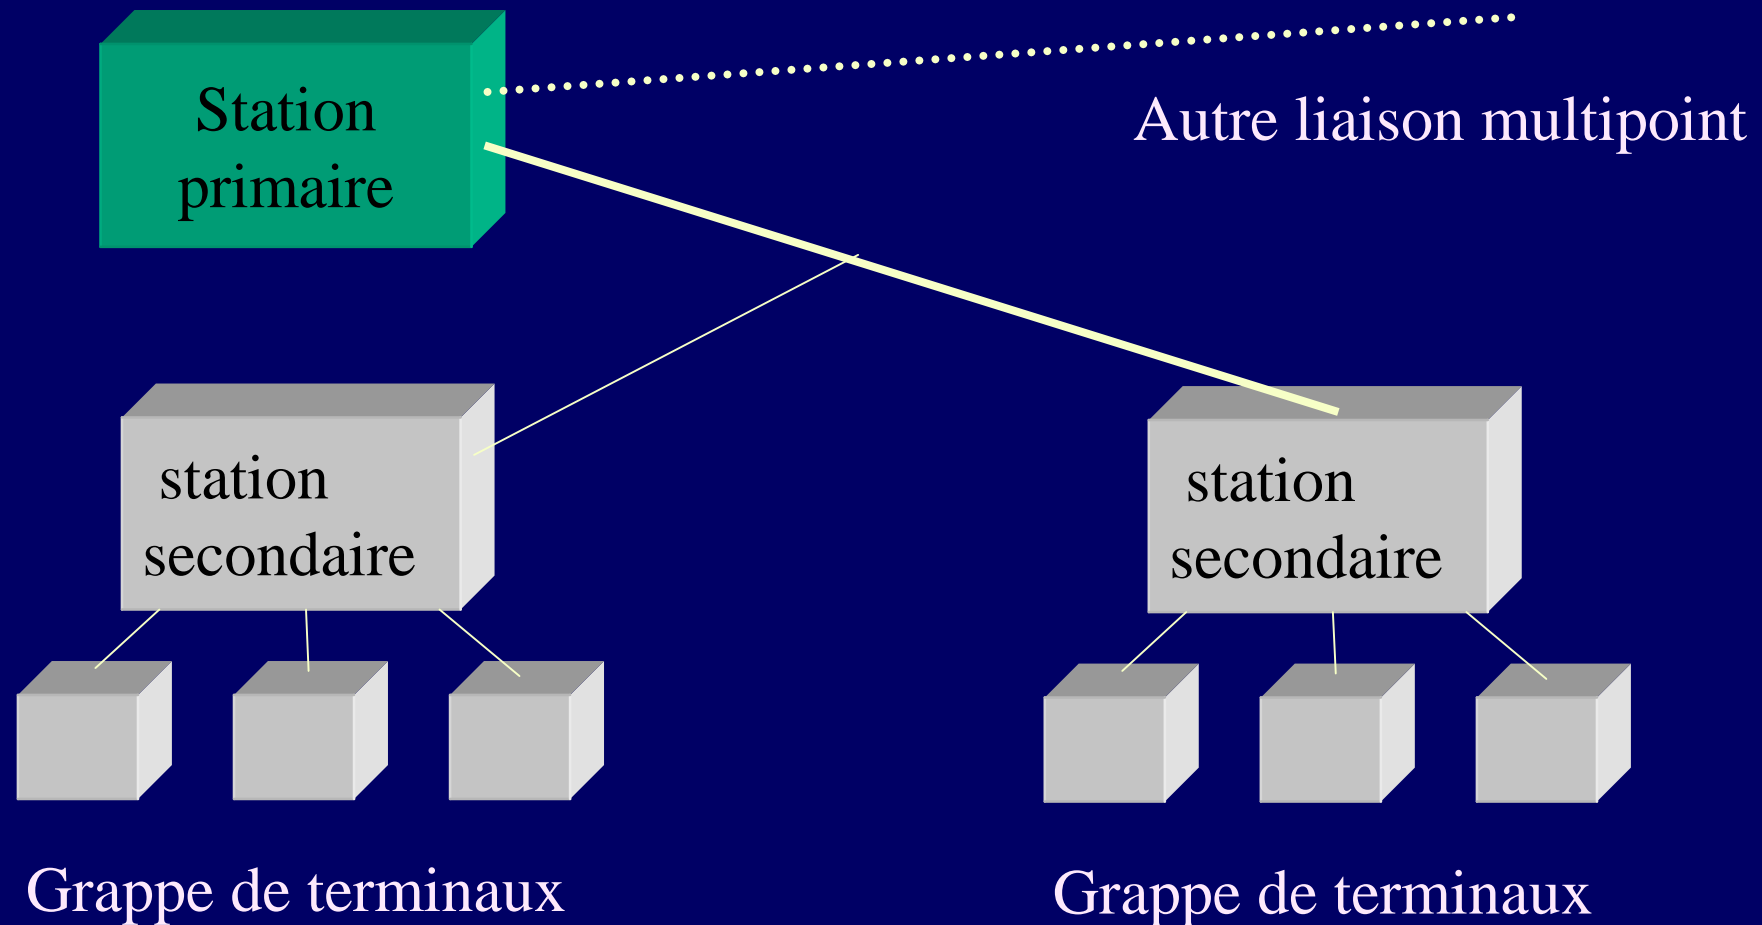 Station
primaire
Autre liaison multipoint
station
secondaire
station
secondaire
Grappe de terminaux
Grappe de terminaux